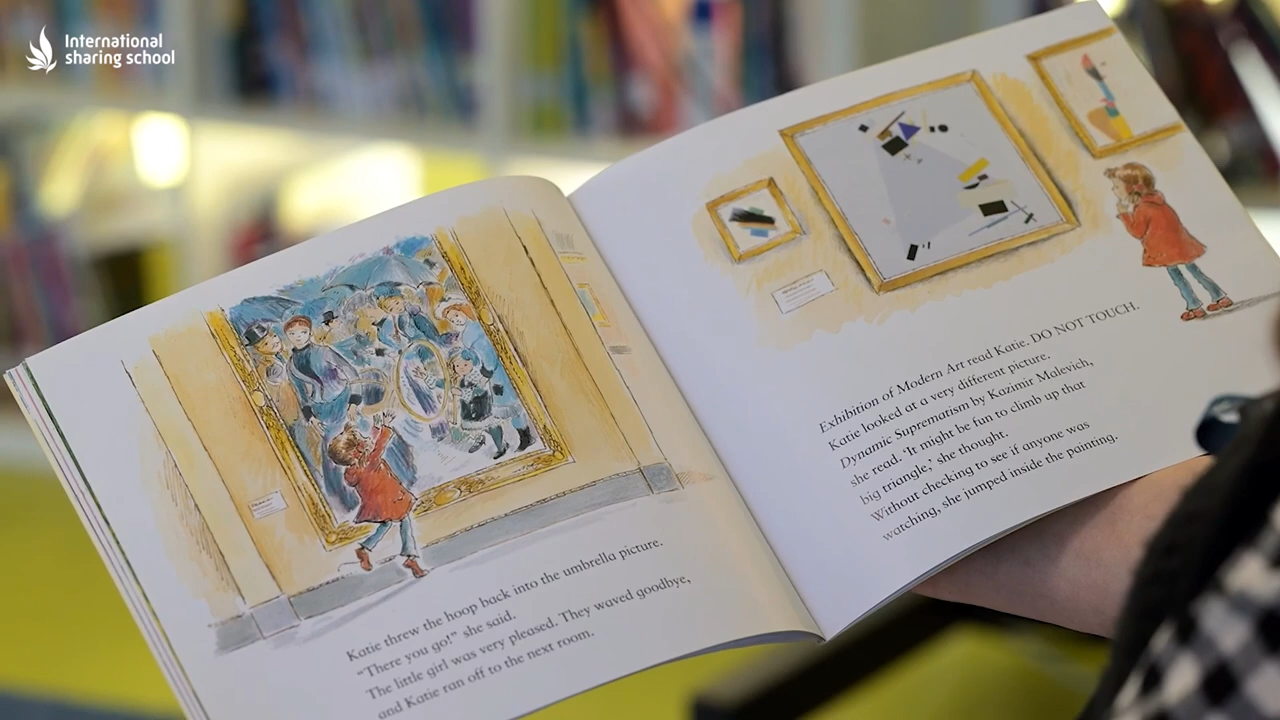 International
sharing school
Katie threw the hoop back into the umbrella picture.
“There you go!” she said.
The little girl was very pleased. They waved goodbye,
and Katie ran off to the next room.
Exhibition of Modern Art read Katie. DO NOT TOUCH.
Katie looked at a very different picture.
Dynamic Suprematism by Kazimir Malevich,
she read. ‘It might be fun to climb up that
big triangle,’ she thought.
Without checking to see if anyone was
watching, she jumped inside the painting.